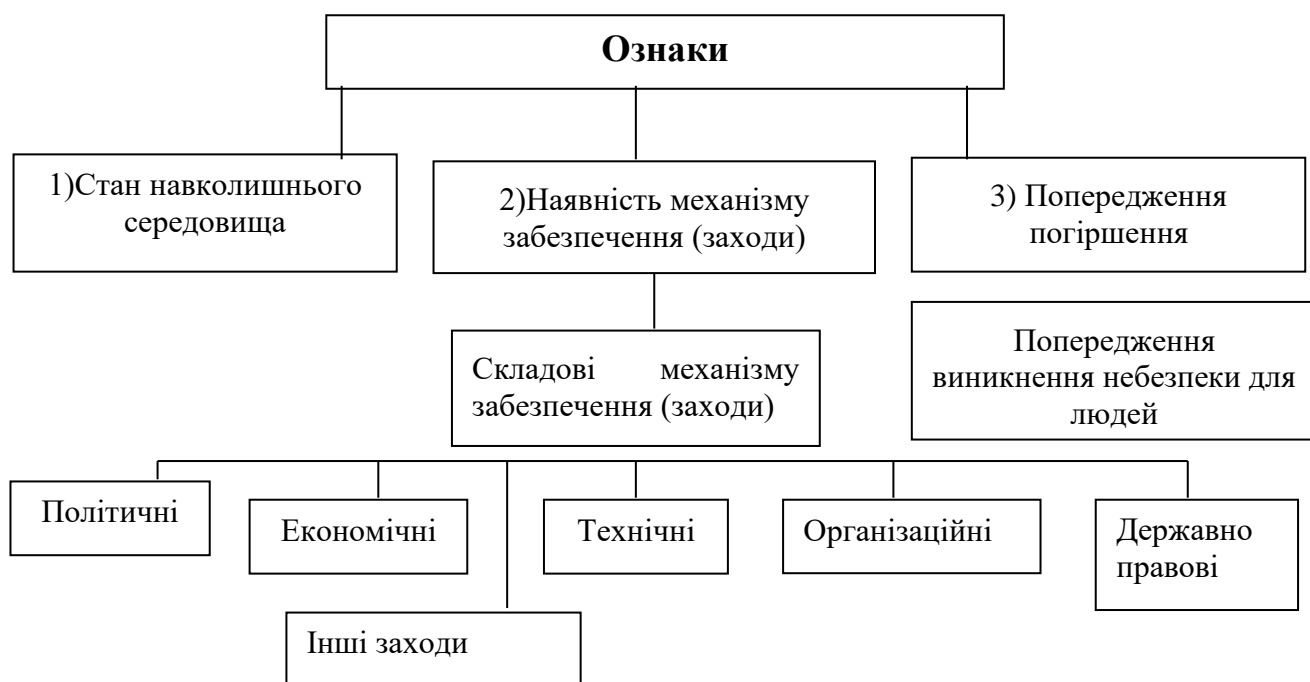 Ознаки
1)Стан навколишнього
середовища
2)Наявність механізму
забезпечення (заходи)
3) Попередження
погіршення
Складові механізму
забезпечення (заходи)
Попередження
виникнення небезпеки для
людей
Політичні
Економічні
Технічні
Організаційні
Державно
правові
Інші заходи